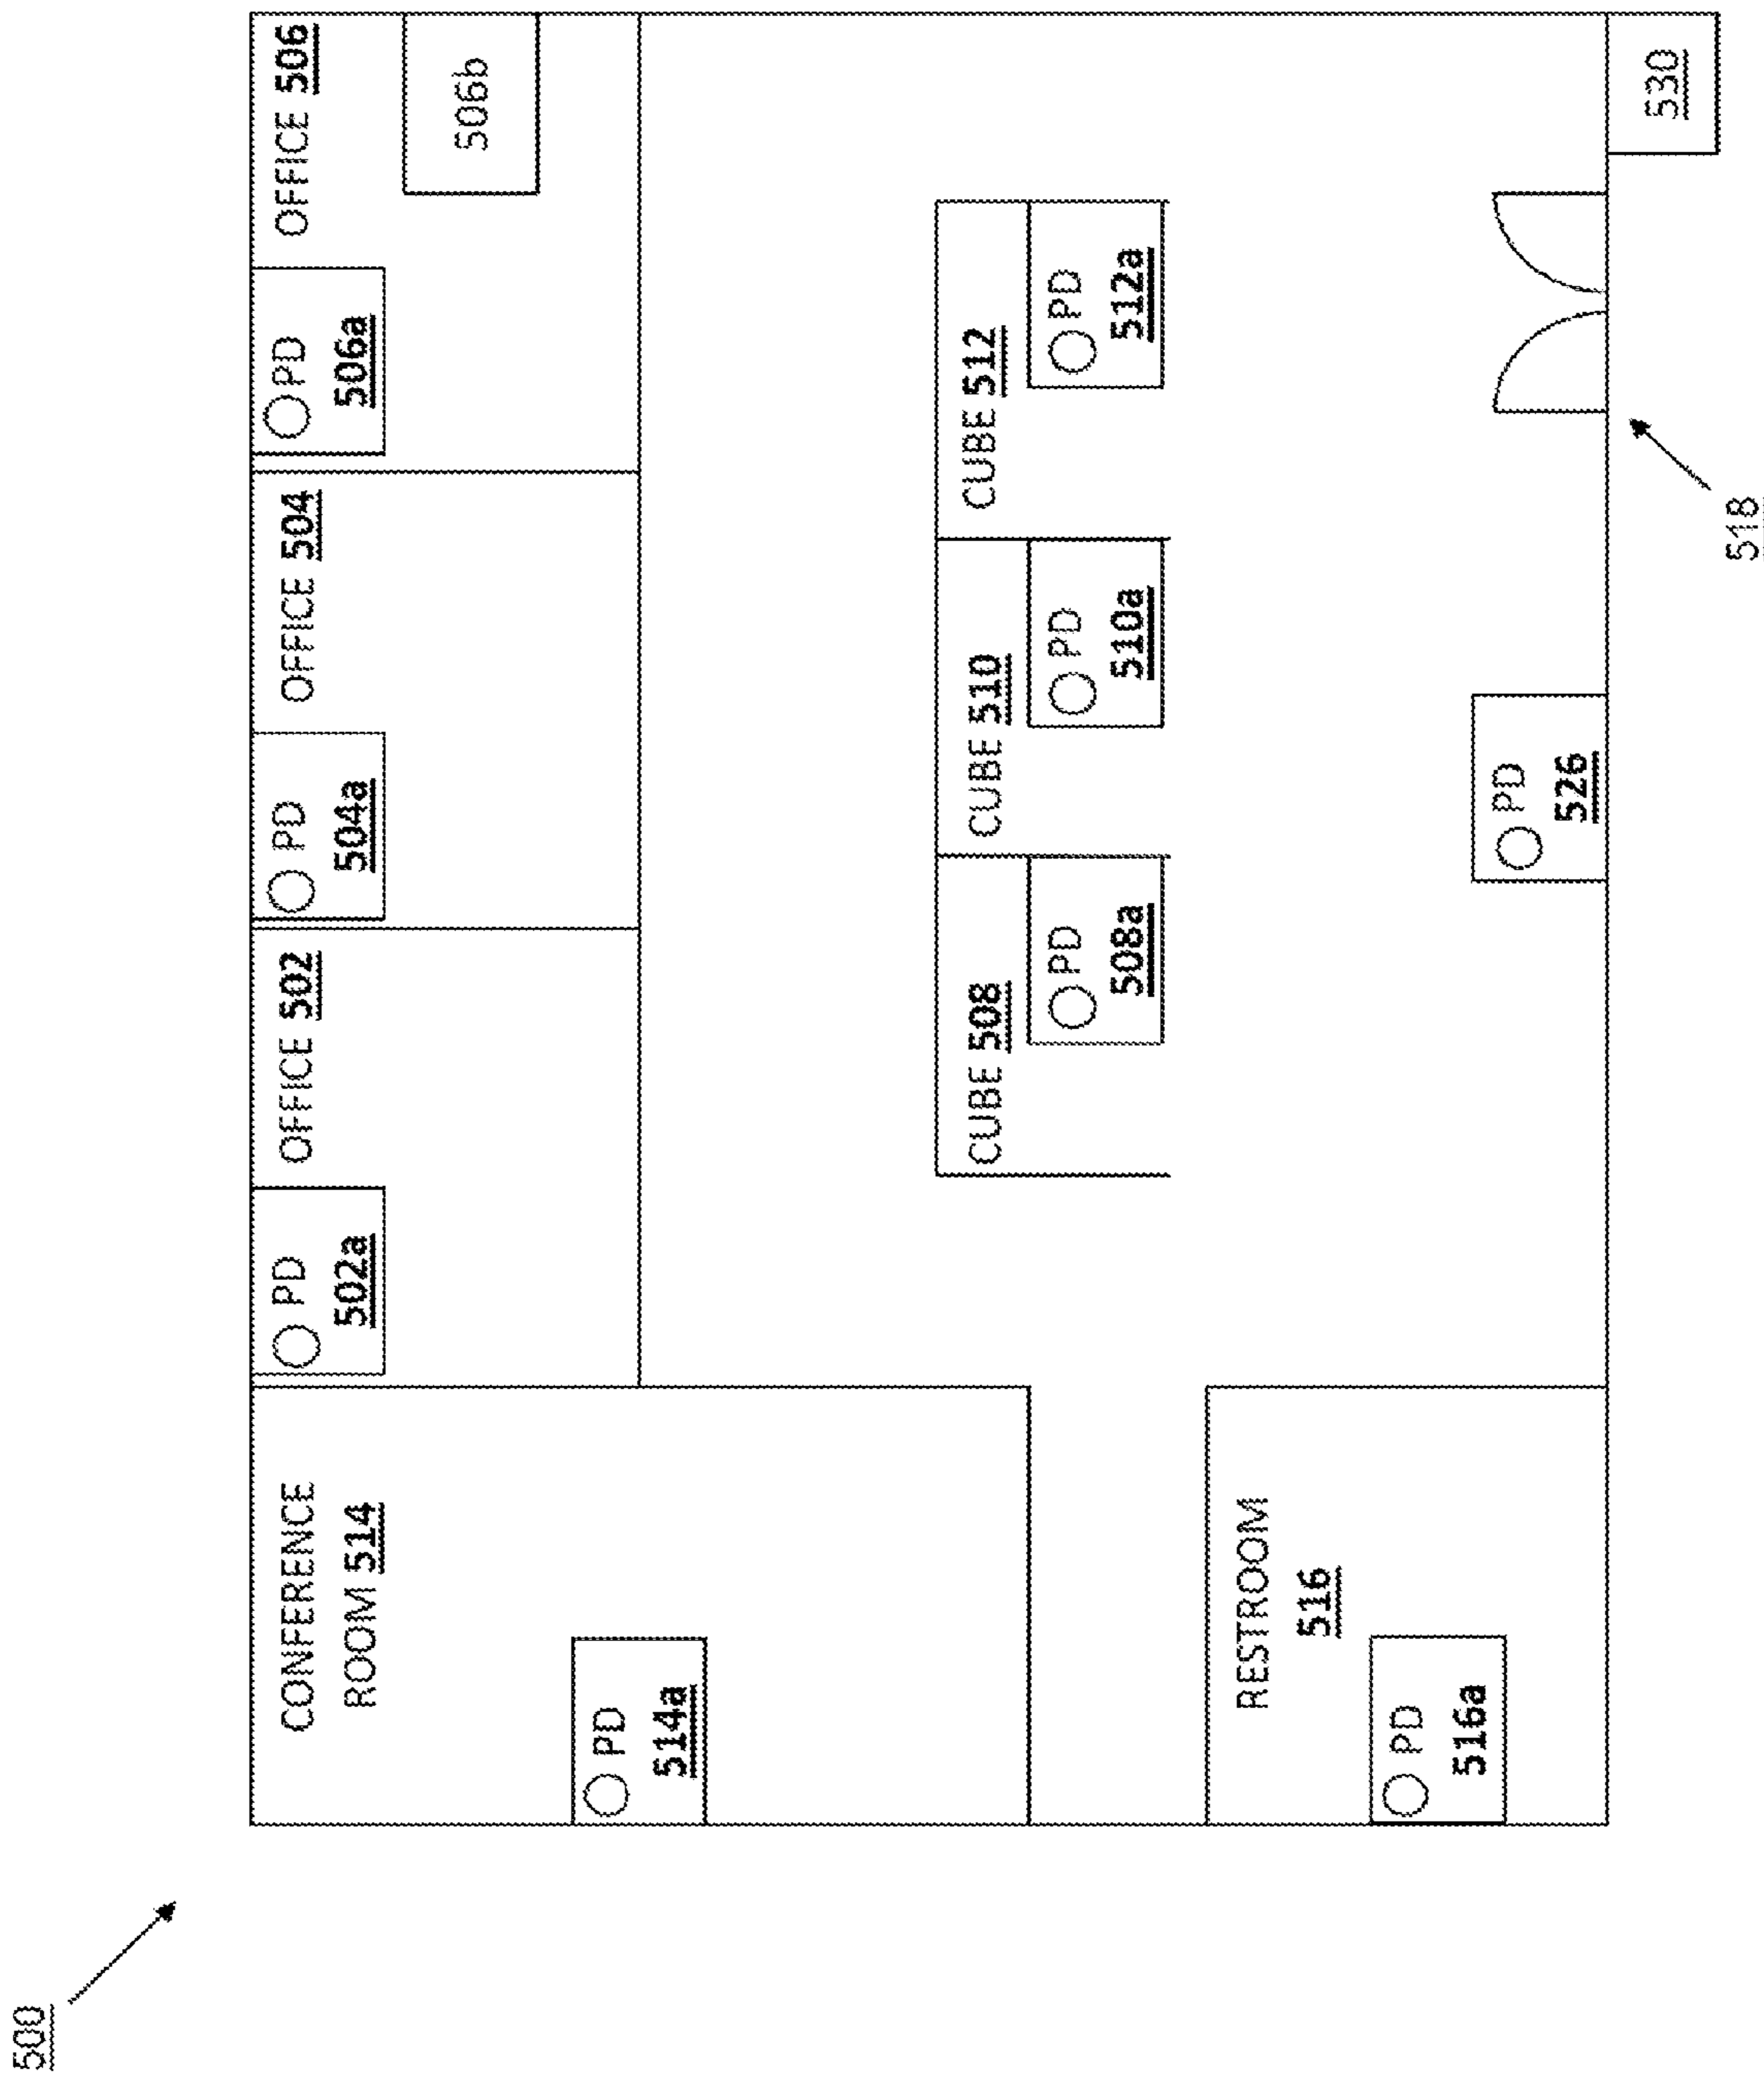 500
CONFERENCE
ROOM 514
PD
514a
OFFICE 502
PD
502a
OFFICE 504
PD
504a
OFFICE 506
PD
506a
506b
CUBE 508
PD
508a
CUBE 510
PD
510a
CUBE 512
PD
512a
RESTROOM
516
PD
516a
PD
526
518
530